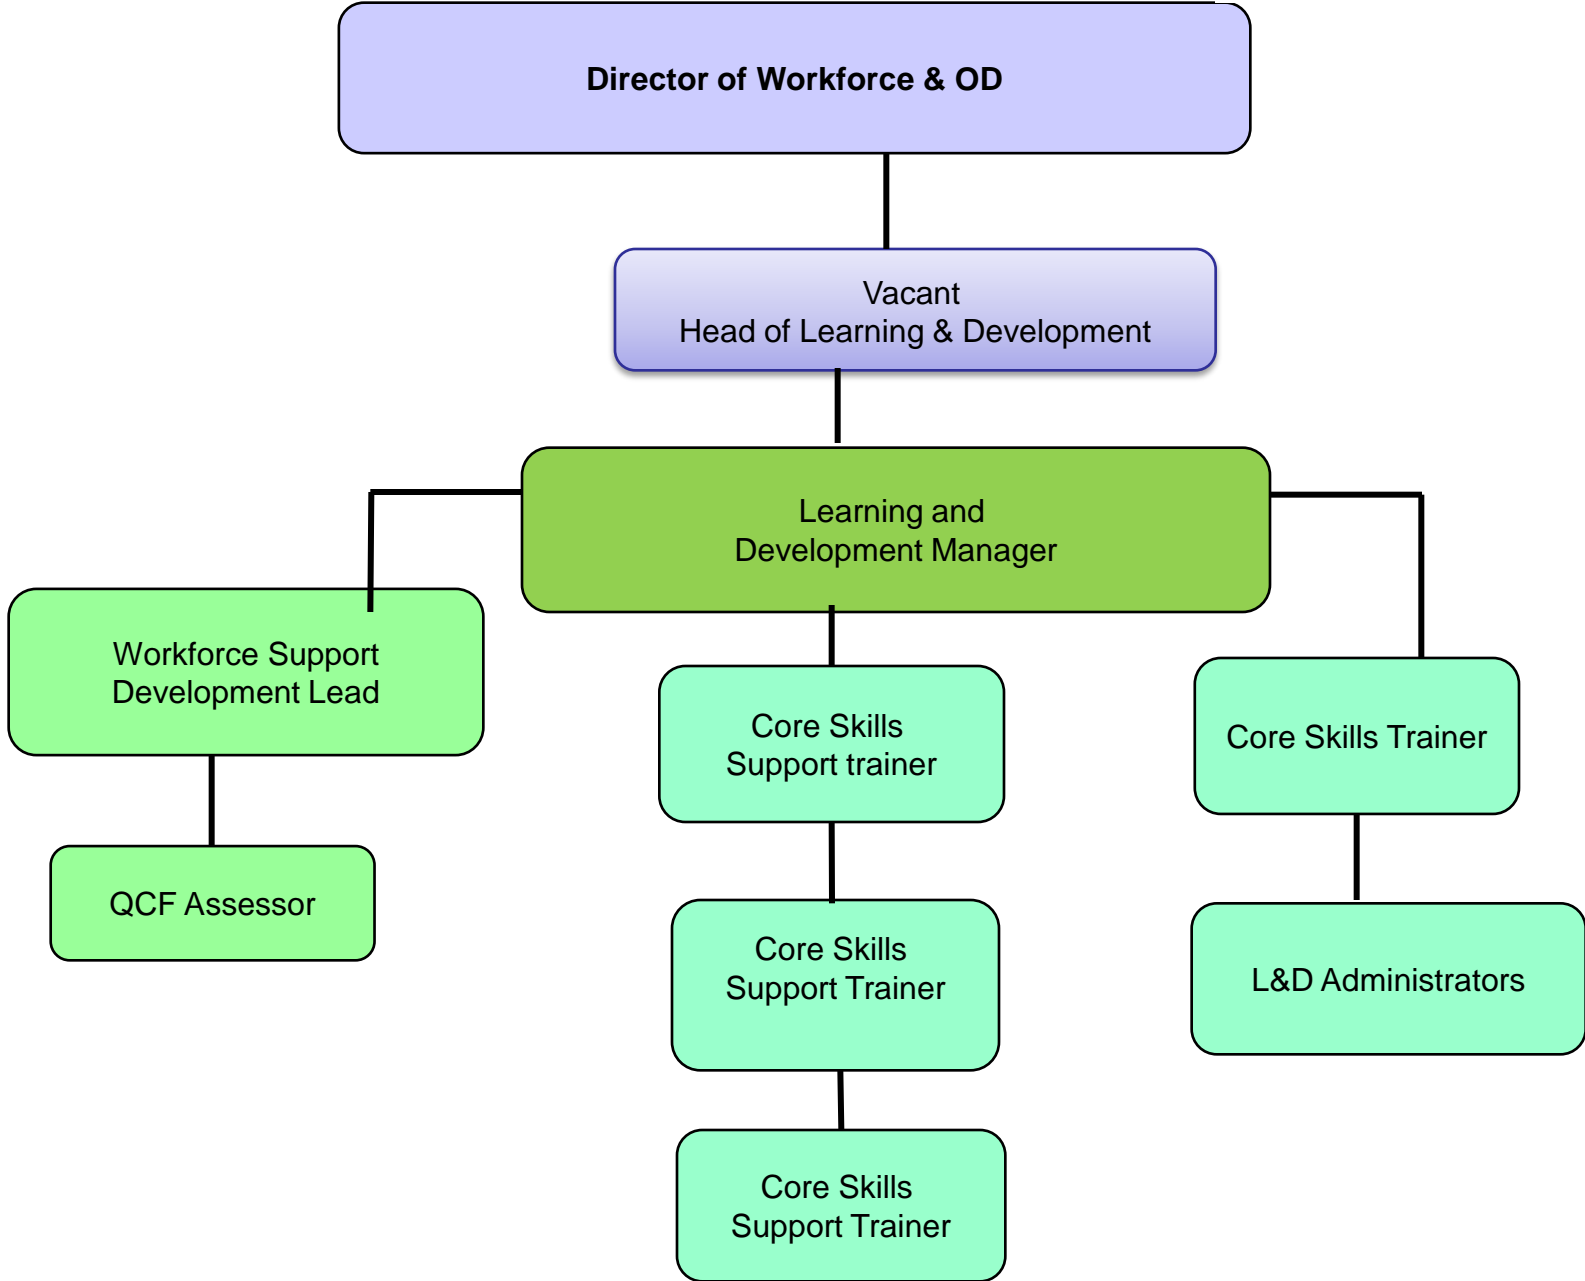 Director of Workforce & OD
Vacant
Head of Learning & Development
Learning and
Development Manager
Workforce Support
Development Lead
Core Skills
Support trainer
Core Skills Trainer
QCF Assessor
Core Skills
Support Trainer
L&D Administrators
Core Skills
Support Trainer